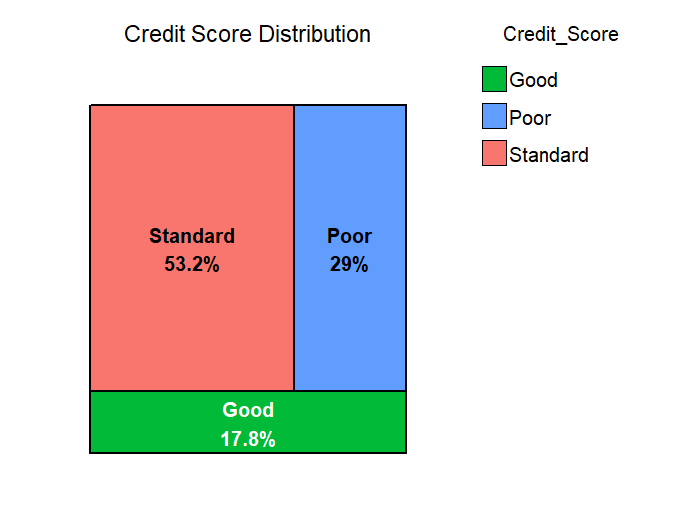 Credit Score Distribution
Credit_Score
Good
Poor
Standard
Standard
53.2%
Poor
29%
Good
17.8%